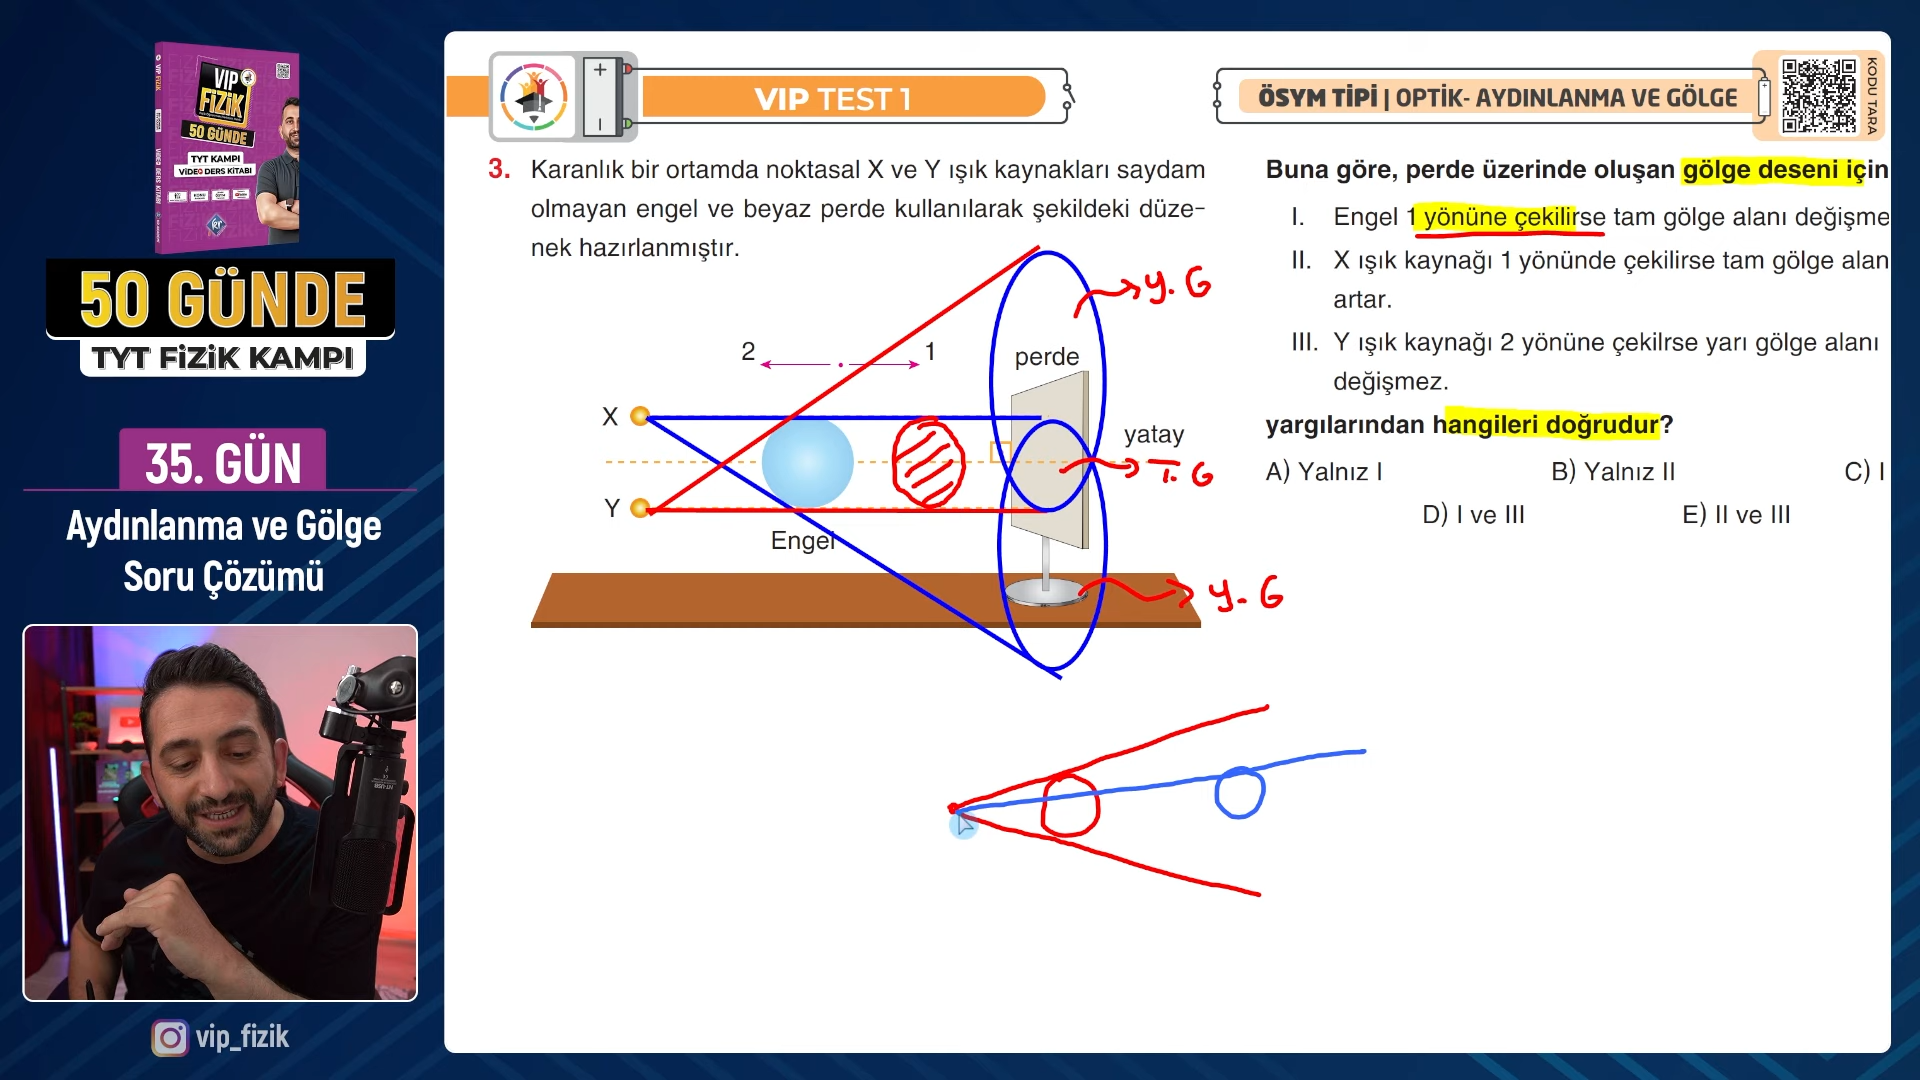 VIP
FİZİK
50 GÜNDE
TYT KAMPI
VİDEO DERS KİTABI
50 GÜNDE
TYT FİZİK KAMPI
35. GÜN
Aydınlanma ve Gölge
Soru Çözümü
vip_fizik
VIP TEST 1
ÖSYM TİPİ | OPTİK- AYDINLANMA VE GÖLGE
KODU TARA
3. Karanlık bir ortamda noktasal X ve Y ışık kaynakları saydam
olmayan engel ve beyaz perde kullanılarak şekildeki düze-
nek hazırlanmıştır.
2
1
perde
X
yatay
Y
Engel
Y. G
T. G
Y. G
Buna göre, perde üzerinde oluşan gölge deseni için
I. Engel 1 yönüne çekilirse tam gölge alanı değişme
II. X ışık kaynağı 1 yönünde çekilirse tam gölge alan
artar.
III. Y ışık kaynağı 2 yönüne çekilrse yarı gölge alanı
değişmez.
yargılarından hangileri doğrudur?
A) Yalnız I B) Yalnız II C) I
D) I ve III E) II ve III